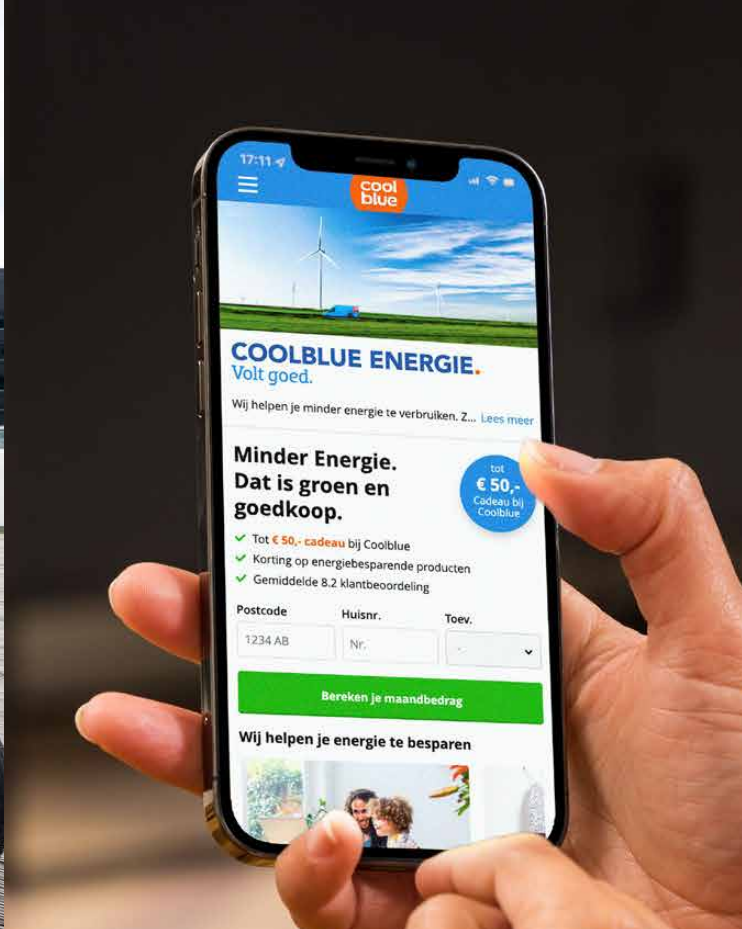 17:11
cool
blue
COOLBLUE ENERGIE.
Volt goed.
Wij helpen je minder energie te verbruiken. Z... Lees meer
Minder Energie.
Dat is groen en
goedkoop.
tot
€ 50,-
Cadeau bij
Coolblue
Tot € 50,- cadeau bij Coolblue
Korting op energiebesparende producten
Gemiddelde 8.2 klantbeoordeling
Postcode Huisnr. Toev.
1234 AB Nr. -
Bereken je maandbedrag
Wij helpen je energie te besparen